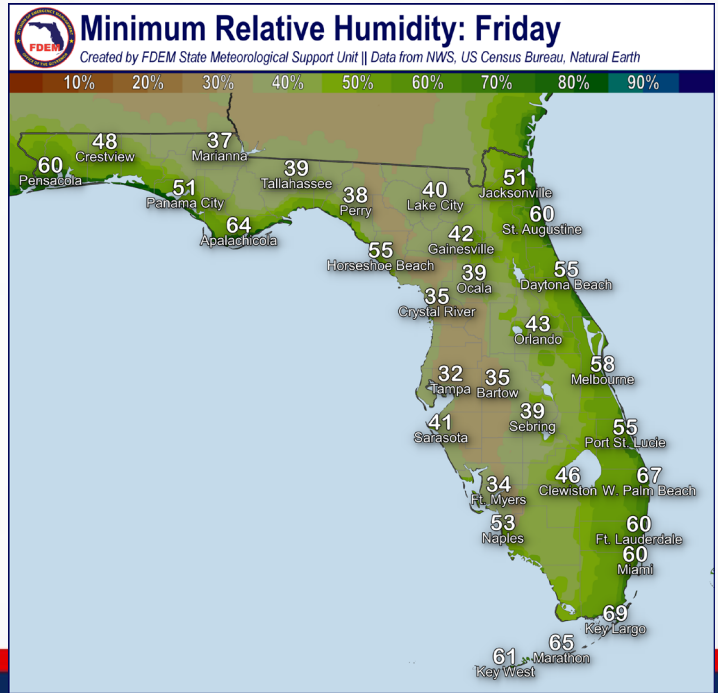 Minimum Relative Humidity: Friday
Created by FDEM State Meteorological Support Unit || Data from NWS, US Census Bureau, Natural Earth
FDEM
10% 20% 30% 40% 50% 60% 70% 80% 90%
48
Crestview
37
Marianna
60
Pensacola
51
Panama City
39
Tallahassee
38
Perry
40
Lake City
51
Jacksonville
64
Apalachicola
60
St. Augustine
42
Gainesville
55
Horseshoe Beach
39
Ocala
55
Daytona Beach
35
Crystal River
43
Orlando
32
Tampa
35
Bartow
58
Melbourne
39
Sebring
41
Sarasota
55
Port St. Lucie
34
Ft. Myers
46
Clewiston
67
W. Palm Beach
53
Naples
60
Ft. Lauderdale
60
Miami
69
Key Largo
65
Marathon
61
Key West